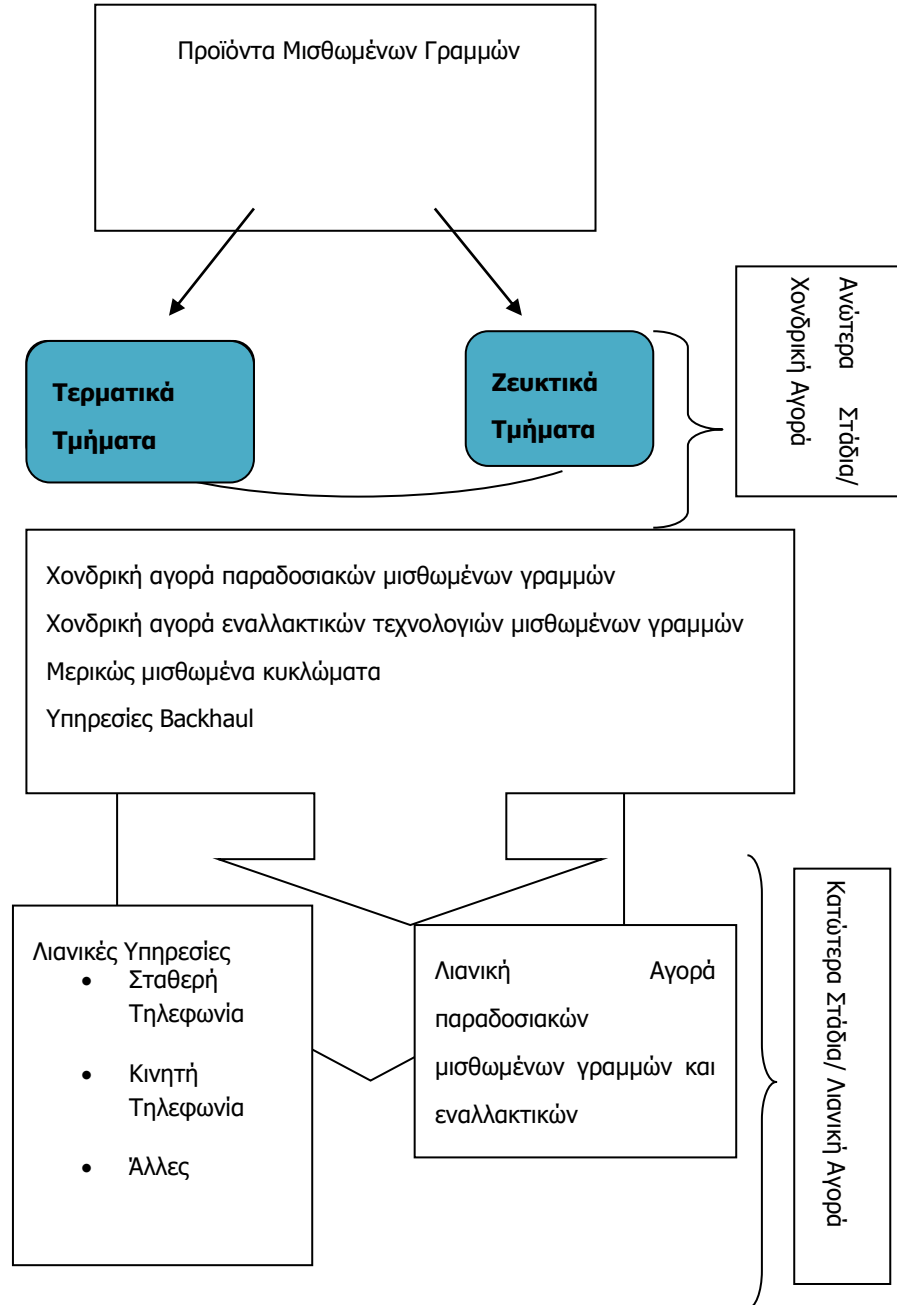 Προϊόντα Μισθωμένων Γραμμών
Τερματικά
Τμήματα
Ζευκτικά
Τμήματα
Ανώτερα Στάδια/
Χονδρική Αγορά
Χονδρική αγορά παραδοσιακών μισθωμένων γραμμών
Χονδρική αγορά εναλλακτικών τεχνολογιών μισθωμένων γραμμών
Μερικώς μισθωμένα κυκλώματα
Υπηρεσίες Backhaul
Λιανικές Υπηρεσίες
• Σταθερή
Τηλεφωνία
• Κινητή
Τηλεφωνία
• Άλλες
Λιανική Αγορά
παραδοσιακών
μισθωμένων γραμμών και
εναλλακτικών
Κατώτερα Στάδια/ Λιανική Αγορά